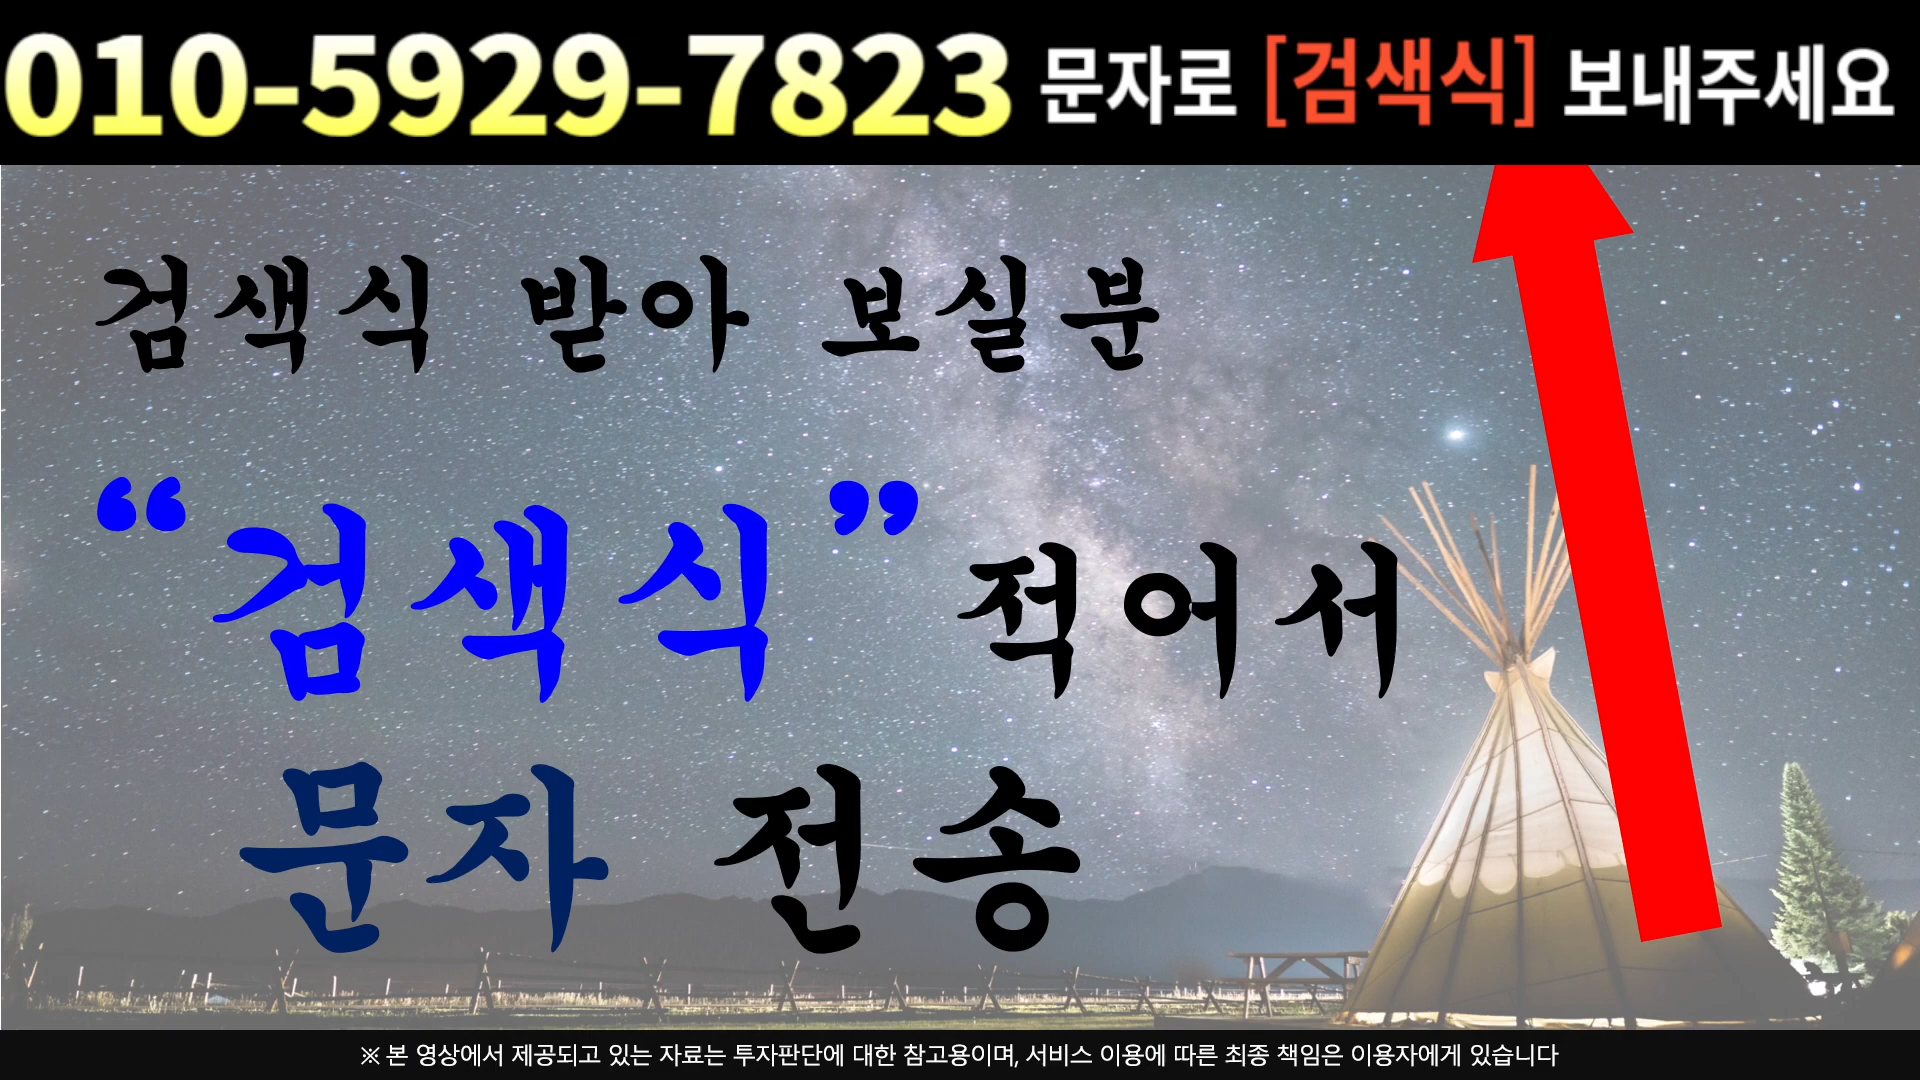 010-5929-7823 문자로 [검색식] 보내주세요
검색식 받아 보실분
“검색식” 적어서
문자 전송
※ 본 영상에서 제공되고 있는 자료는 투자판단에 대한 참고용이며, 서비스 이용에 따른 최종 책임은 이용자에게 있습니다